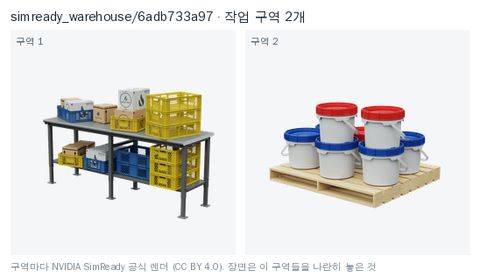 simready_warehouse/6adb733a97 · 작업 구역 2개
구역 1
구역 2
구역마다 NVIDIA SimReady 공식 렌더 (CC BY 4.0). 장면은 이 구역들을 나란히 놓은 것